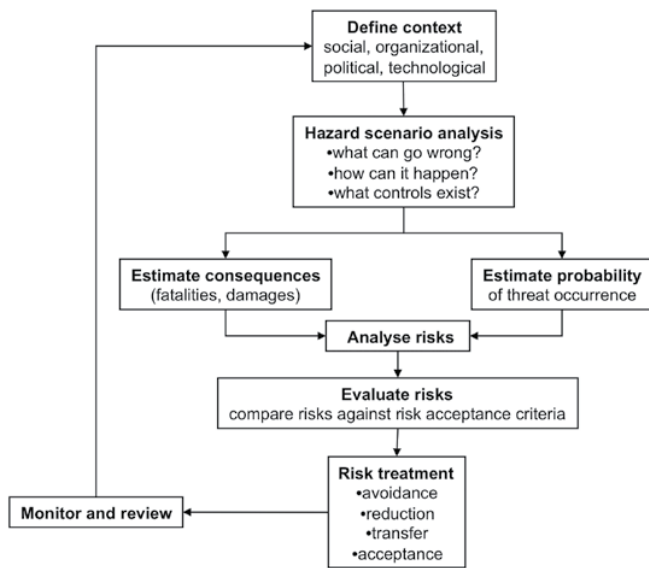 Define context
social, organizational,
political, technological
Hazard scenario analysis
•what can go wrong?
•how can it happen?
•what controls exist?
Estimate consequences
(fatalities, damages)
Estimate probability
of threat occurrence
Analyse risks
Evaluate risks
compare risks against risk acceptance criteria
Risk treatment
•avoidance
•reduction
•transfer
•acceptance
Monitor and review